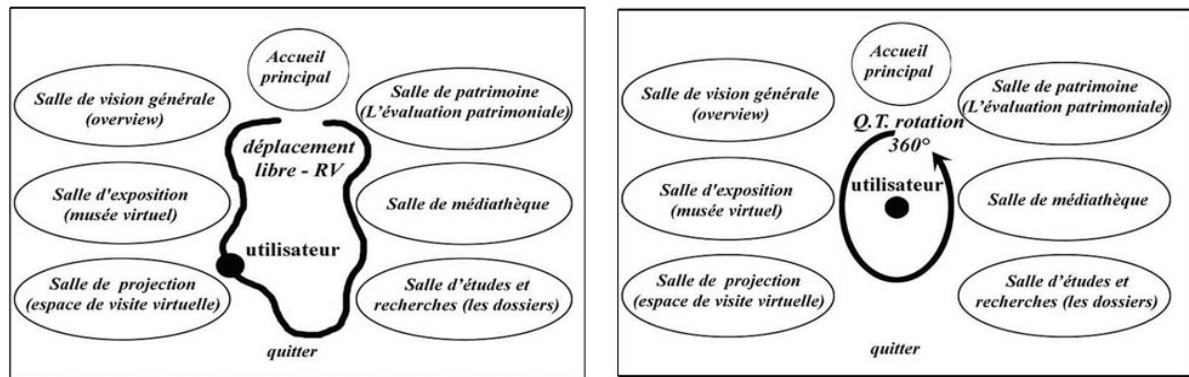 Accueil
principal
Salle de vision générale
(overview)
Salle de patrimoine
(L'évaluation patrimoniale)
déplacement
libre - RV
Salle d'exposition
(musée virtuel)
Salle de médiathèque
utilisateur
Salle de projection
(espace de visite virtuelle)
Salle d'études et
recherches (les dossiers)
quitter
Accueil
principal
Salle de vision générale
(overview)
Salle de patrimoine
(L'évaluation patrimoniale)
Q.T. rotation
360°
utilisateur
Salle d'exposition
(musée virtuel)
Salle de médiathèque
Salle de projection
(espace de visite virtuelle)
Salle d'études et
recherches (les dossiers)
quitter